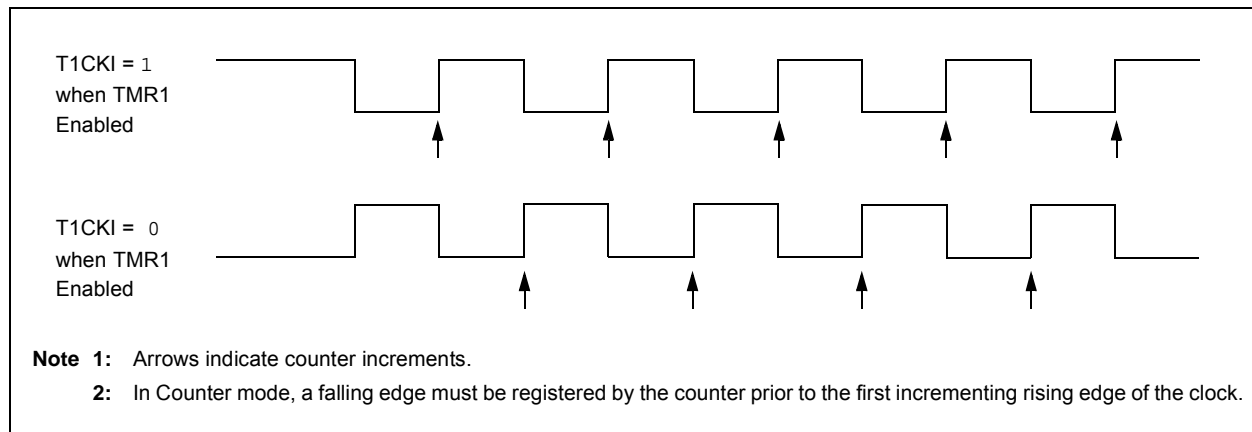 T1CKI = 1
when TMR1
Enabled
T1CKI = 0
when TMR1
Enabled
Note 1: Arrows indicate counter increments.
2: In Counter mode, a falling edge must be registered by the counter prior to the first incrementing rising edge of the clock.